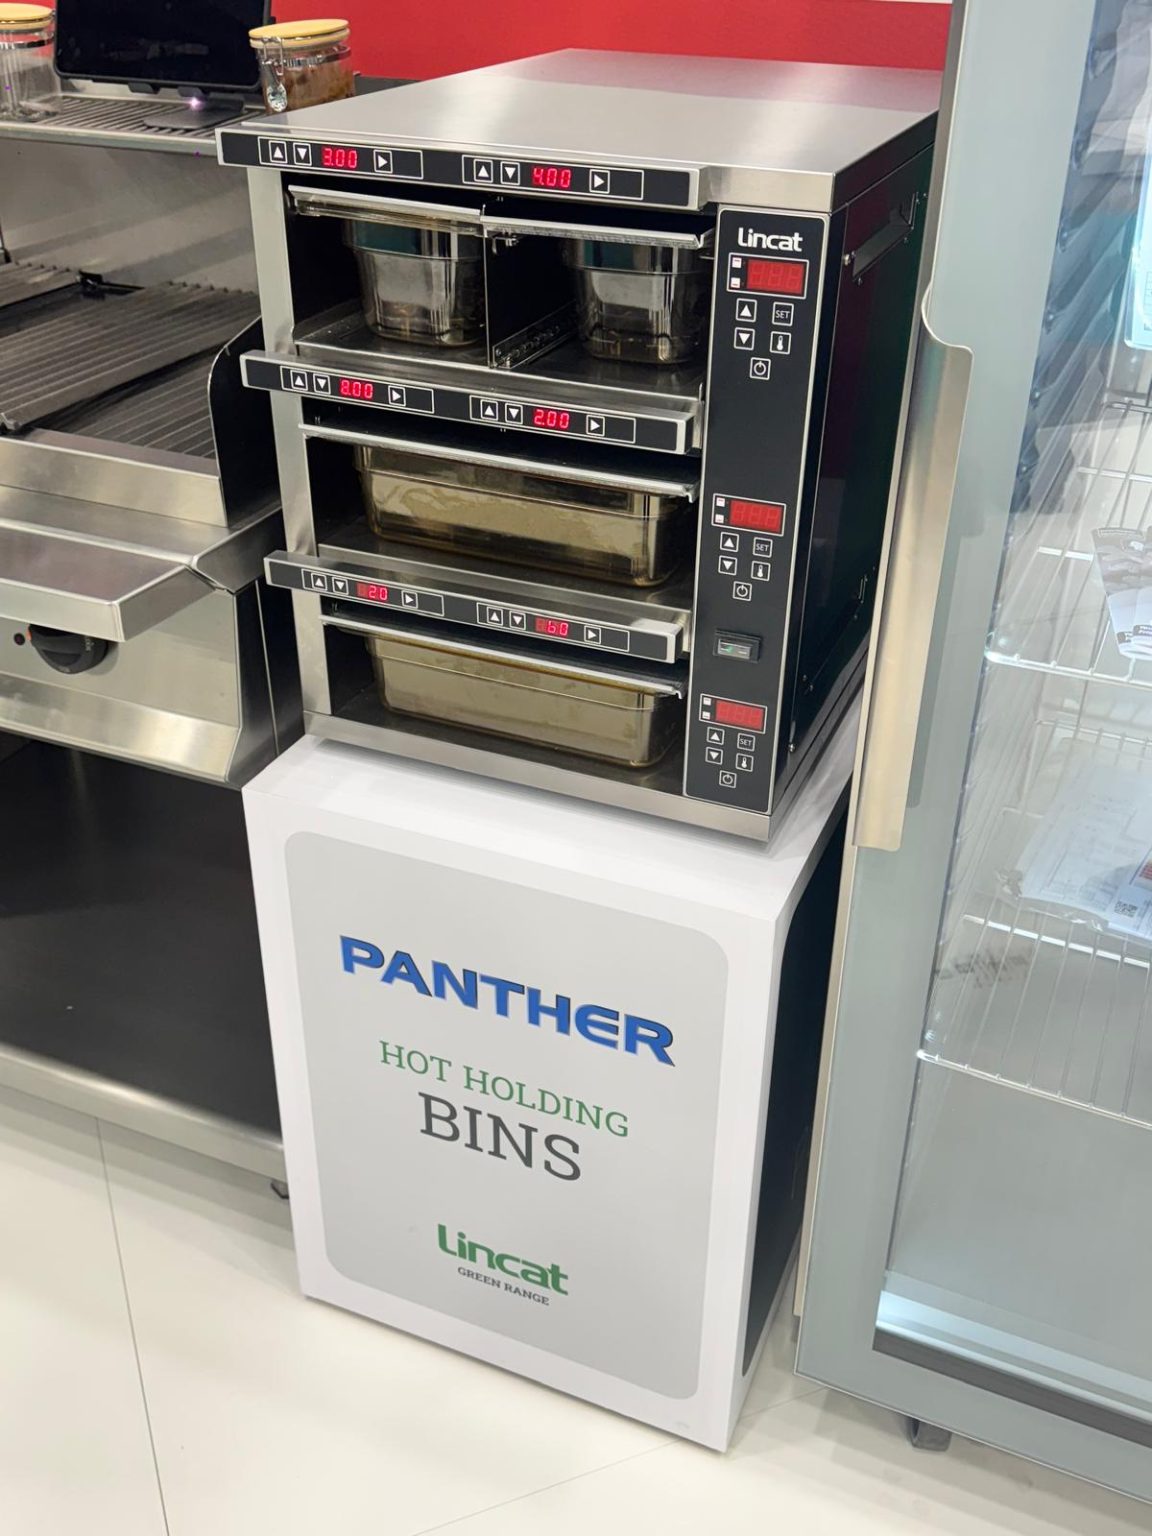 3.00
4.00
lincat
SET
8.00
2.00
SET
20
SET
PANTHER
HOT HOLDING
BINS
lincat
GREEN RANGE